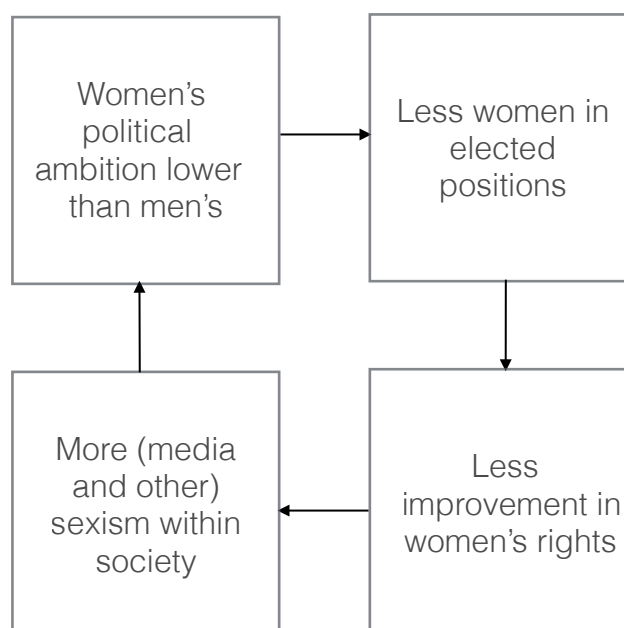 Women’s
political
ambition lower
than men’s
Less women in
elected
positions
More (media
and other)
sexism within
society
Less
improvement in
women’s rights